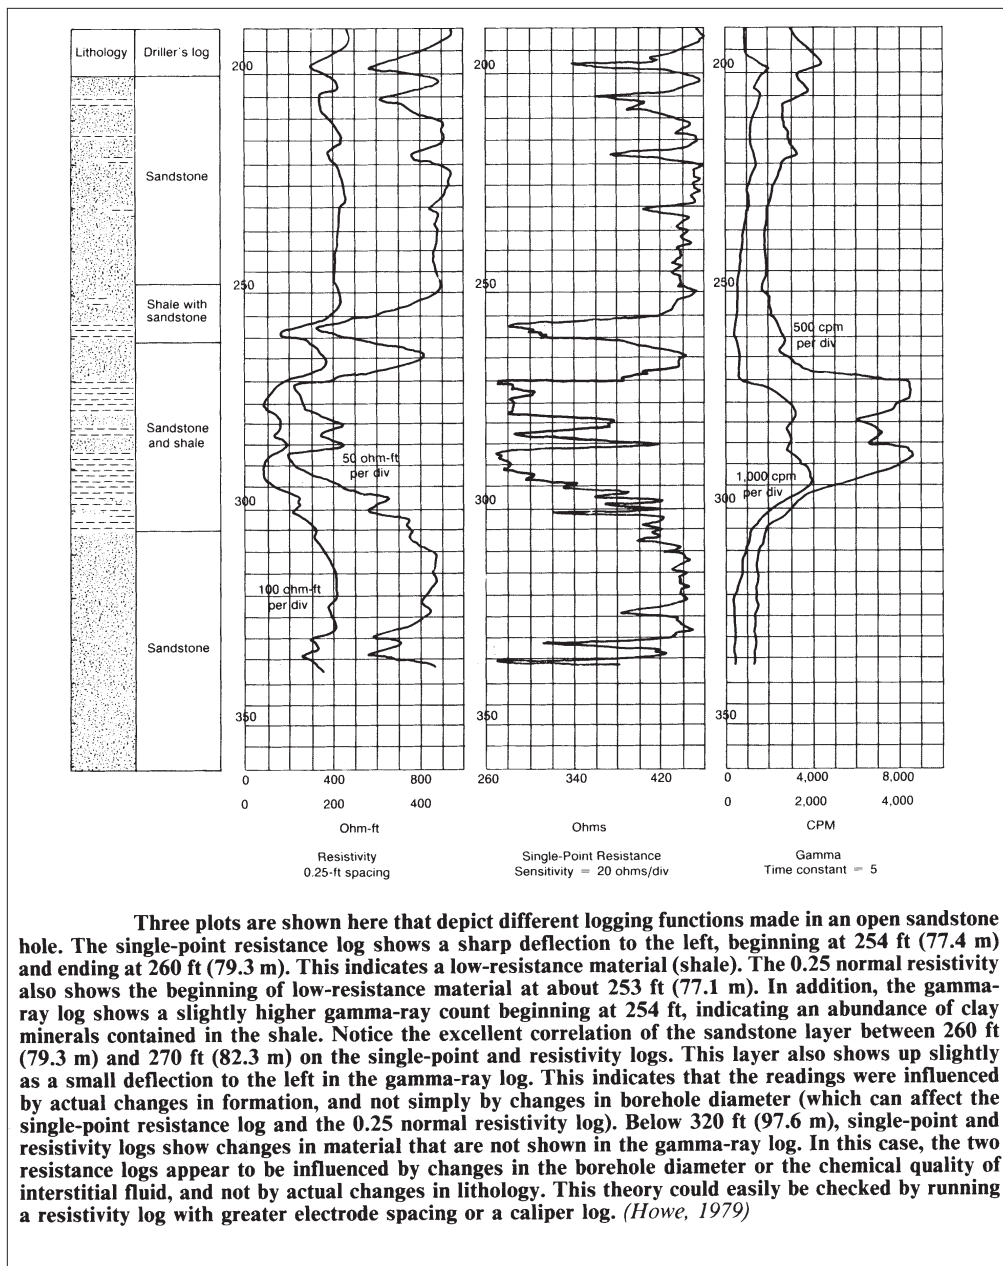 Lithology
Driller's log
Sandstone
Shale with
sandstone
Sandstone
and shale
Sandstone
200
250
300
350
50 ohm-ft
per div
100 ohm-ft
per div
0 400 800
0 200 400
Ohm-ft
Resistivity
0.25-ft spacing
200
250
300
350
260 340 420
Ohms
Single-Point Resistance
Sensitivity = 20 ohms/div
200
250
300
350
500 cpm
per div
1,000 cpm
per div
0 4,000 8,000
0 2,000 4,000
CPM
Gamma
Time constant = 5
Three plots are shown here that depict different logging functions made in an open sandstone
hole. The single-point resistance log shows a sharp deflection to the left, beginning at 254 ft (77.4 m)
and ending at 260 ft (79.3 m). This indicates a low-resistance material (shale). The 0.25 normal resistivity
also shows the beginning of low-resistance material at about 253 ft (77.1 m). In addition, the gamma-
ray log shows a slightly higher gamma-ray count beginning at 254 ft, indicating an abundance of clay
minerals contained in the shale. Notice the excellent correlation of the sandstone layer between 260 ft
(79.3 m) and 270 ft (82.3 m) on the single-point and resistivity logs. This layer also shows up slightly
as a small deflection to the left in the gamma-ray log. This indicates that the readings were influenced
by actual changes in formation, and not simply by changes in borehole diameter (which can affect the
single-point resistance log and the 0.25 normal resistivity log). Below 320 ft (97.6 m), single-point and
resistivity logs show changes in material that are not shown in the gamma-ray log. In this case, the two
resistance logs appear to be influenced by changes in the borehole diameter or the chemical quality of
interstitial fluid, and not by actual changes in lithology. This theory could easily be checked by running
a resistivity log with greater electrode spacing or a caliper log. (Howe, 1979)